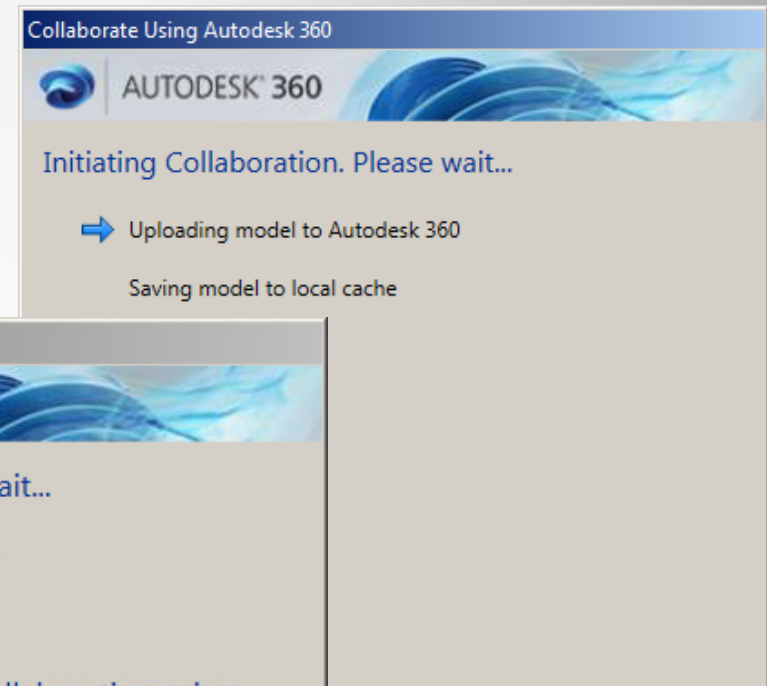 Collaborate Using Autodesk 360
AUTODESK® 360
Initiating Collaboration. Please wait...
Uploading model to Autodesk 360
Saving model to local cache
ait...